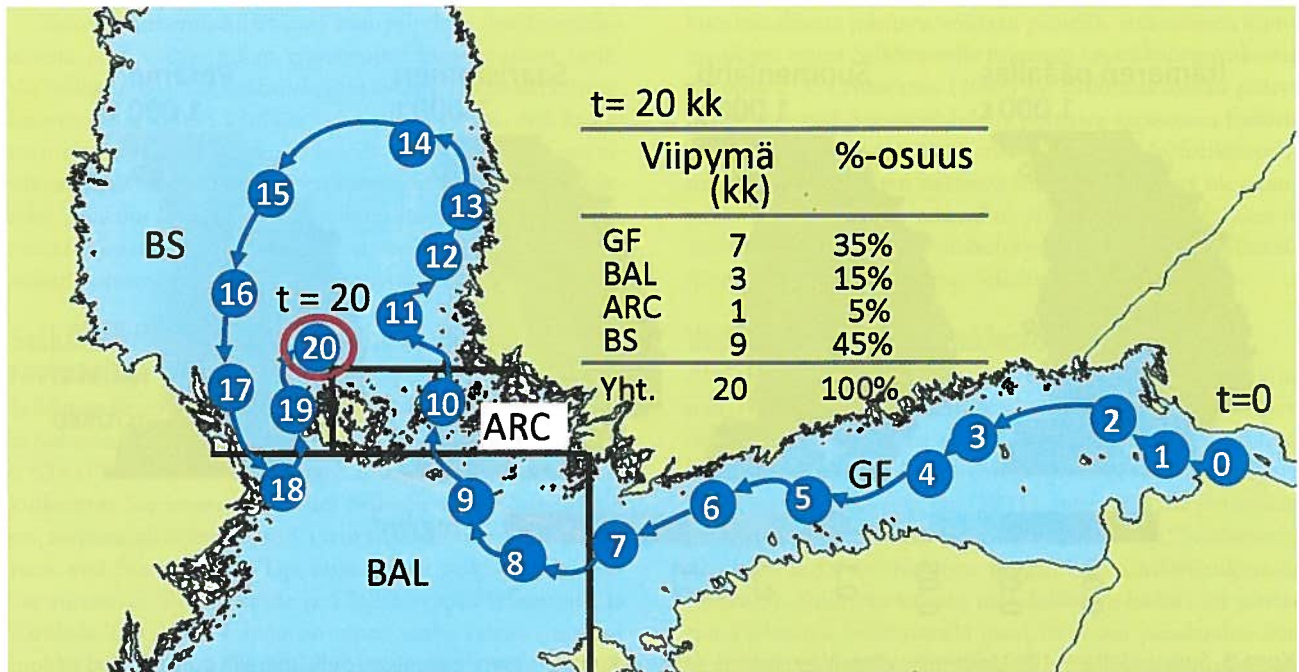 t= 20 kk
Viipymä %-osuus
(kk)
GF 7 35%
BAL 3 15%
ARC 1 5%
BS 9 45%
Yht. 20 100%
t=0
0
1
2
3
GF
4
5
6
7
8
9
BAL
10
ARC
11
12
13
14
15
BS
16
17
18
19
t = 20
20